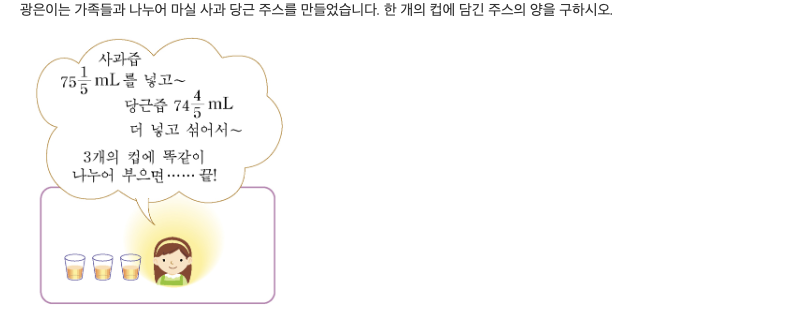 광은이는 가족들과 나누어 마실 사과 당근 주스를 만들었습니다. 한 개의 컵에 담긴 주스의 양을 구하시오.
사과즙
75 1/5 mL를 넣고~
당근즙 74 4/5 mL
더 넣고 섞어서~
3개의 컵에 똑같이
나누어 부으면…… 끝!